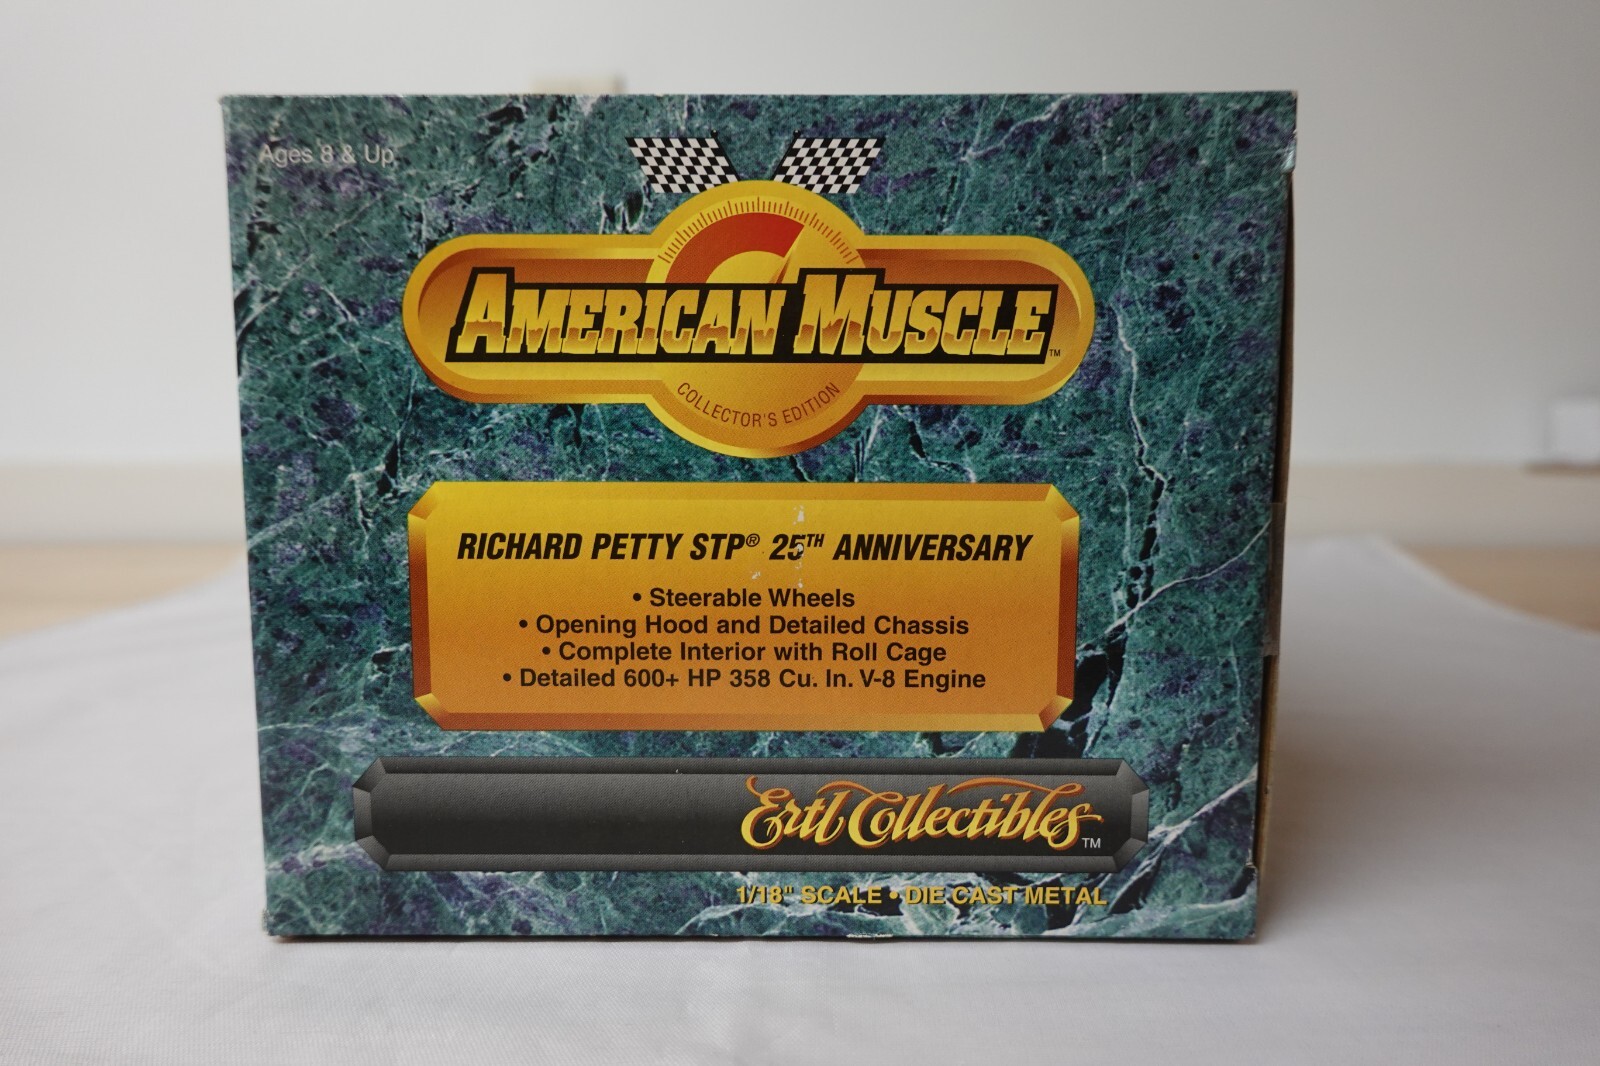 Ages 8 & Up
AMERICAN MUSCLE™
COLLECTOR'S EDITION
RICHARD PETTY STP® 25TH ANNIVERSARY
• Steerable Wheels
• Opening Hood and Detailed Chassis
• Complete Interior with Roll Cage
• Detailed 600+ HP 358 Cu. In. V-8 Engine
Ertl Collectibles™
1/18" SCALE • DIE CAST METAL